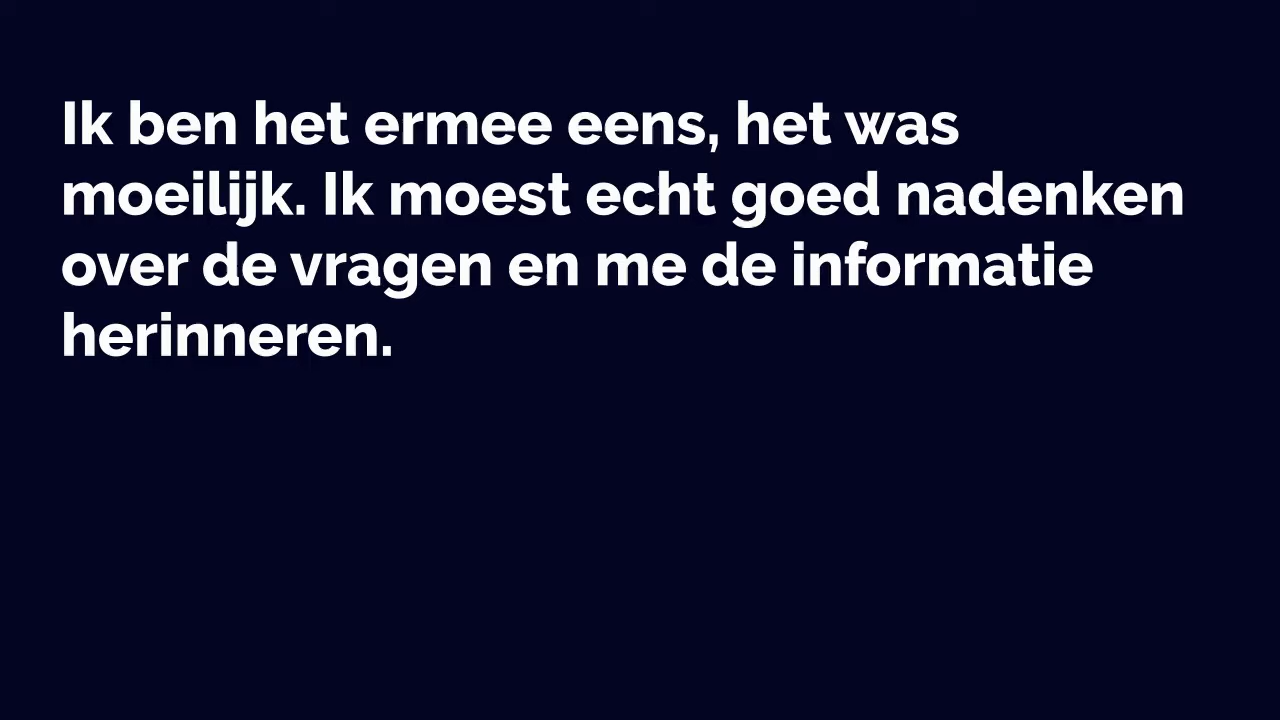 Ik ben het ermee eens, het was
moeilijk. Ik moest echt goed nadenken
over de vragen en me de informatie
herinneren.